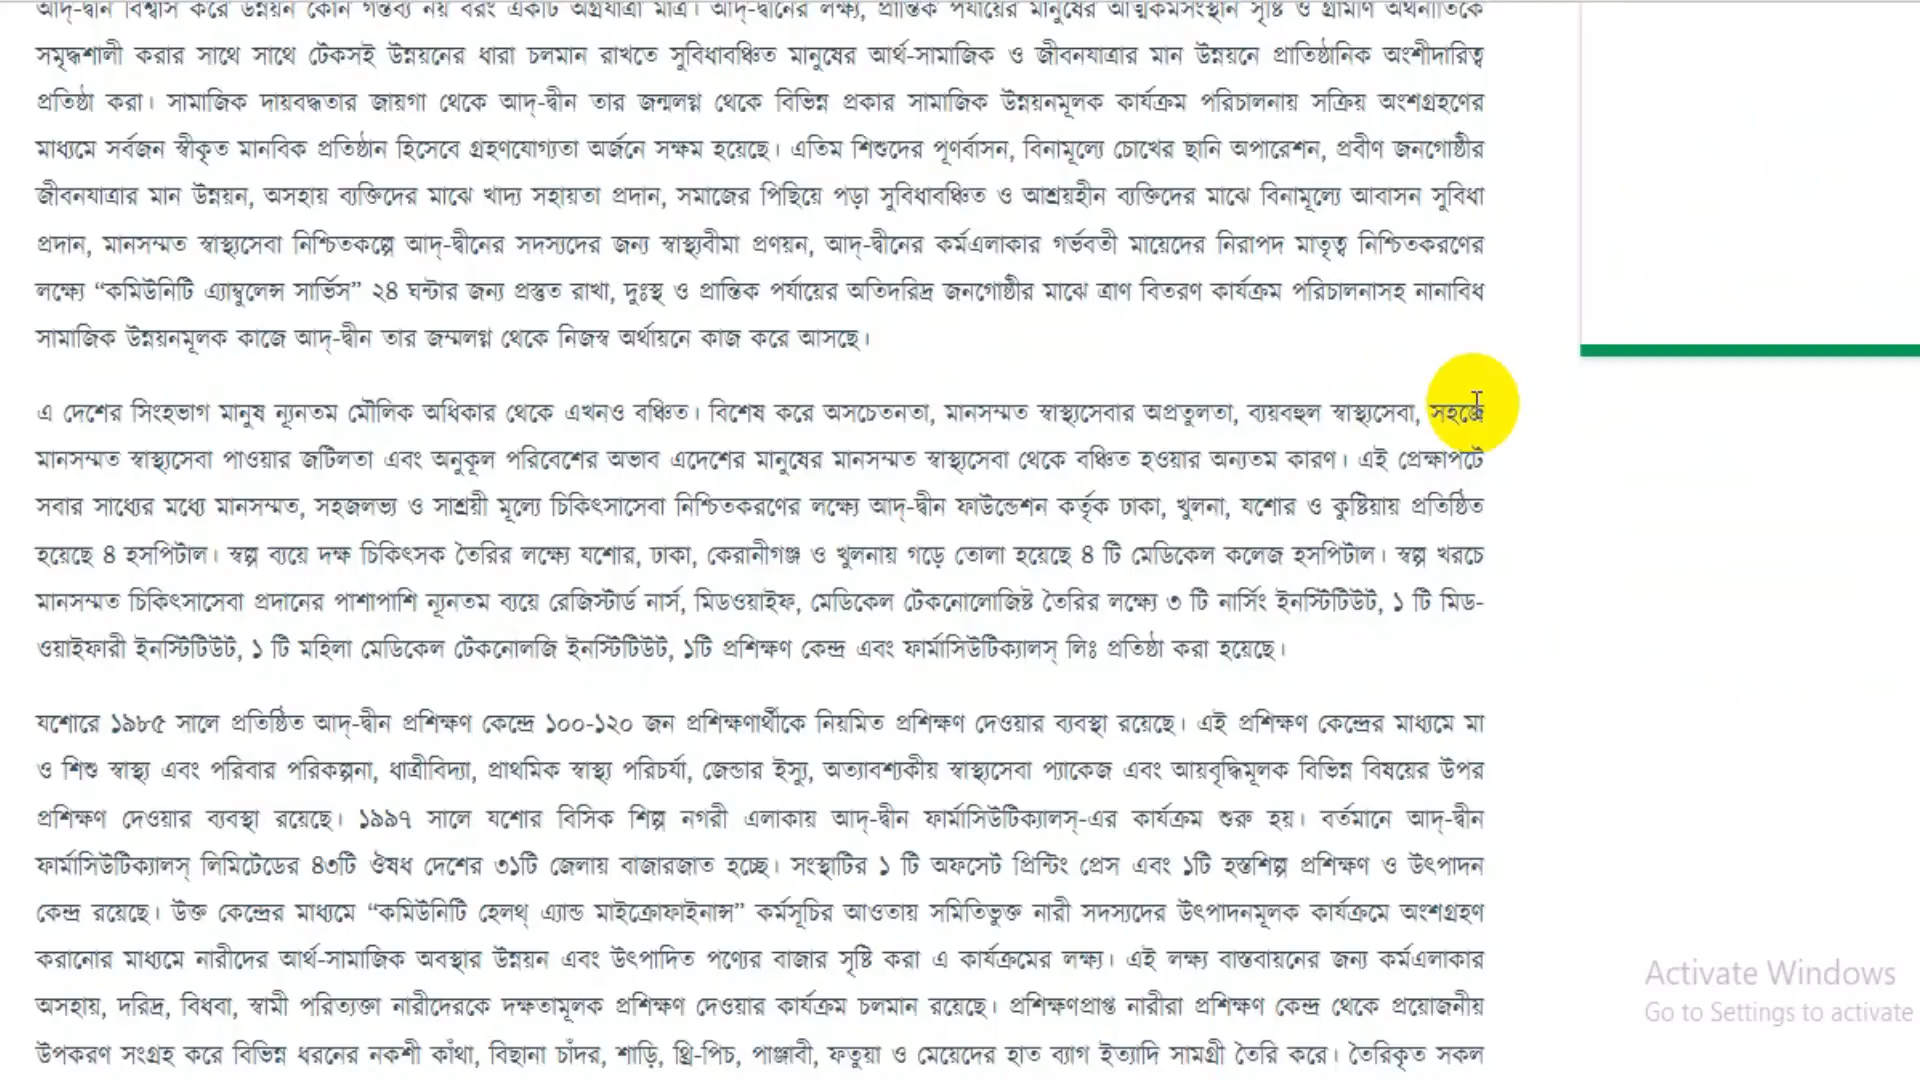 আদ্-দ্বীন বিশ্বাস করে উন্নয়ন কোন গন্তব্য নয় বরং একটি অগ্রযাত্রা মাত্র। আদ্-দ্বীনের লক্ষ্য, প্রান্তিক পর্যায়ের মানুষের আত্মকর্মসংস্থান সৃষ্টি ও গ্রামীণ অর্থনীতিকে
সমৃদ্ধশালী করার সাথে সাথে টেকসই উন্নয়নের ধারা চলমান রাখতে সুবিধাবঞ্চিত মানুষের আর্থ-সামাজিক ও জীবনযাত্রার মান উন্নয়নে প্রাতিষ্ঠানিক অংশীদারিত্ব
প্রতিষ্ঠা করা। সামাজিক দায়বদ্ধতার জায়গা থেকে আদ্-দ্বীন তার জন্মলগ্ন থেকে বিভিন্ন প্রকার সামাজিক উন্নয়নমূলক কার্যক্রম পরিচালনায় সক্রিয় অংশগ্রহণের
মাধ্যমে সর্বজন স্বীকৃত মানবিক প্রতিষ্ঠান হিসেবে গ্রহণযোগ্যতা অর্জনে সক্ষম হয়েছে। এতিম শিশুদের পূণর্বাসন, বিনামূল্যে চোখের ছানি অপারেশন, প্রবীণ জনগোষ্ঠীর
জীবনযাত্রার মান উন্নয়ন, অসহায় ব্যক্তিদের মাঝে খাদ্য সহায়তা প্রদান, সমাজের পিছিয়ে পড়া সুবিধাবঞ্চিত ও আশ্রয়হীন ব্যক্তিদের মাঝে বিনামূল্যে আবাসন সুবিধা
প্রদান, মানসম্মত স্বাস্থ্যসেবা নিশ্চিতকল্পে আদ্-দ্বীনের সদস্যদের জন্য স্বাস্থ্যবীমা প্রণয়ন, আদ্-দ্বীনের কর্মএলাকার গর্ভবতী মায়েদের নিরাপদ মাতৃত্ব নিশ্চিতকরণের
লক্ষ্যে “কমিউনিটি এ্যাম্বুলেন্স সার্ভিস” ২৪ ঘন্টার জন্য প্রস্তুত রাখা, দুঃস্থ ও প্রান্তিক পর্যায়ের অতিদরিদ্র জনগোষ্ঠীর মাঝে ত্রাণ বিতরণ কার্যক্রম পরিচালনাসহ নানাবিধ
সামাজিক উন্নয়নমূলক কাজে আদ্-দ্বীন তার জম্মলগ্ন থেকে নিজস্ব অর্থায়নে কাজ করে আসছে।
এ দেশের সিংহভাগ মানুষ ন্যূনতম মৌলিক অধিকার থেকে এখনও বঞ্চিত। বিশেষ করে অসচেতনতা, মানসম্মত স্বাস্থ্যসেবার অপ্রতুলতা, ব্যয়বহুল স্বাস্থ্যসেবা, সহজে
মানসম্মত স্বাস্থ্যসেবা পাওয়ার জটিলতা এবং অনুকূল পরিবেশের অভাব এদেশের মানুষের মানসম্মত স্বাস্থ্যসেবা থেকে বঞ্চিত হওয়ার অন্যতম কারণ। এই প্রেক্ষাপটে
সবার সাধ্যের মধ্যে মানসম্মত, সহজলভ্য ও সাশ্রয়ী মূল্যে চিকিৎসাসেবা নিশ্চিতকরণের লক্ষ্যে আদ্-দ্বীন ফাউন্ডেশন কর্তৃক ঢাকা, খুলনা, যশোর ও কুষ্টিয়ায় প্রতিষ্ঠিত
হয়েছে ৪ হসপিটাল। স্বল্প ব্যয়ে দক্ষ চিকিৎসক তৈরির লক্ষ্যে যশোর, ঢাকা, কেরানীগঞ্জ ও খুলনায় গড়ে তোলা হয়েছে ৪ টি মেডিকেল কলেজ হসপিটাল। স্বল্প খরচে
মানসম্মত চিকিৎসাসেবা প্রদানের পাশাপাশি ন্যূনতম ব্যয়ে রেজিস্টার্ড নার্স, মিডওয়াইফ, মেডিকেল টেকনোলোজিষ্ট তৈরির লক্ষ্যে ৩ টি নার্সিং ইনস্টিটিউট, ১ টি মিড-
ওয়াইফারী ইনস্টিটিউট, ১ টি মহিলা মেডিকেল টেকনোলজি ইনস্টিটিউট, ১টি প্রশিক্ষণ কেন্দ্র এবং ফার্মাসিউটিক্যালস্ লিঃ প্রতিষ্ঠা করা হয়েছে।
যশোরে ১৯৮৫ সালে প্রতিষ্ঠিত আদ্-দ্বীন প্রশিক্ষণ কেন্দ্রে ১০০-১২০ জন প্রশিক্ষণার্থীকে নিয়মিত প্রশিক্ষণ দেওয়ার ব্যবস্থা রয়েছে। এই প্রশিক্ষণ কেন্দ্রের মাধ্যমে মা
ও শিশু স্বাস্থ্য এবং পরিবার পরিকল্পনা, ধাত্রীবিদ্যা, প্রাথমিক স্বাস্থ্য পরিচর্যা, জেন্ডার ইস্যু, অত্যাবশ্যকীয় স্বাস্থ্যসেবা প্যাকেজ এবং আয়বৃদ্ধিমূলক বিভিন্ন বিষয়ের উপর
প্রশিক্ষণ দেওয়ার ব্যবস্থা রয়েছে। ১৯৯৭ সালে যশোর বিসিক শিল্প নগরী এলাকায় আদ্-দ্বীন ফার্মাসিউটিক্যালস্-এর কার্যক্রম শুরু হয়। বর্তমানে আদ্-দ্বীন
ফার্মাসিউটিক্যালস্ লিমিটেডের ৪৩টি ঔষধ দেশের ৩১টি জেলায় বাজারজাত হচ্ছে। সংস্থাটির ১ টি অফসেট প্রিন্টিং প্রেস এবং ১টি হস্তশিল্প প্রশিক্ষণ ও উৎপাদন
কেন্দ্র রয়েছে। উক্ত কেন্দ্রের মাধ্যমে “কমিউনিটি হেলথ্ এ্যান্ড মাইক্রোফাইনান্স” কর্মসূচির আওতায় সমিতিভুক্ত নারী সদস্যদের উৎপাদনমূলক কার্যক্রমে অংশগ্রহণ
করানোর মাধ্যমে নারীদের আর্থ-সামাজিক অবস্থার উন্নয়ন এবং উৎপাদিত পণ্যের বাজার সৃষ্টি করা এ কার্যক্রমের লক্ষ্য। এই লক্ষ্য বাস্তবায়নের জন্য কর্মএলাকার
অসহায়, দরিদ্র, বিধবা, স্বামী পরিত্যক্তা নারীদেরকে দক্ষতামূলক প্রশিক্ষণ দেওয়ার কার্যক্রম চলমান রয়েছে। প্রশিক্ষণপ্রাপ্ত নারীরা প্রশিক্ষণ কেন্দ্র থেকে প্রয়োজনীয়
উপকরণ সংগ্রহ করে বিভিন্ন ধরনের নকশী কাঁথা, বিছানা চাঁদর, শাড়ি, থ্রি-পিচ, পাঞ্জাবী, ফতুয়া ও মেয়েদের হাত ব্যাগ ইত্যাদি সামগ্রী তৈরি করে। তৈরিকৃত সকল
Activate Windows
Go to Settings to activate